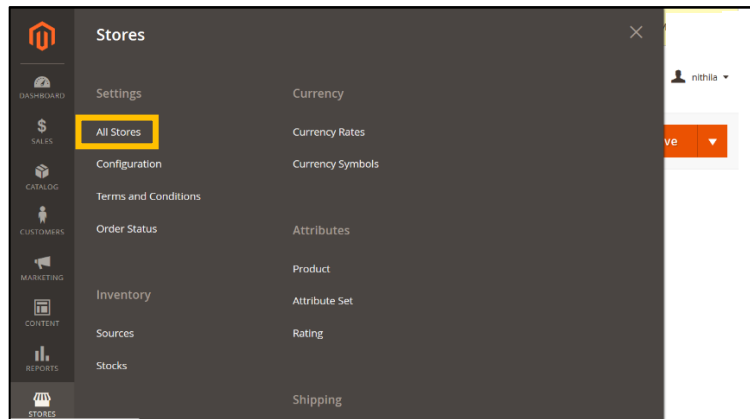 Stores
DASHBOARD
SALES
CATALOG
CUSTOMERS
MARKETING
CONTENT
REPORTS
STORES
Settings
All Stores
Configuration
Terms and Conditions
Order Status
Inventory
Sources
Stocks
Currency
Currency Rates
Currency Symbols
Attributes
Product
Attribute Set
Rating
Shipping
nithila
ve